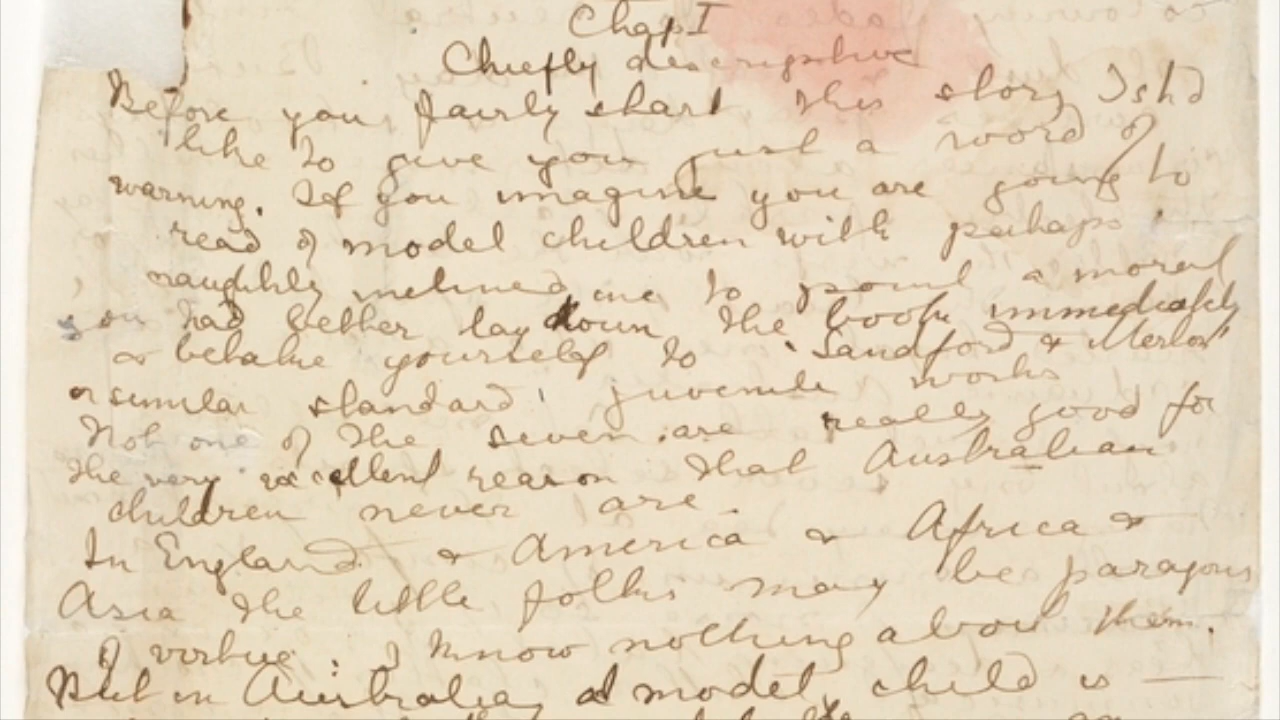 Chap I
Chiefly descriptive
Before you fairly start this story I shd
like to give you just a word of
warning. If you imagine you are going to
read of model children with perhaps
naughtily inclined one to point a moral
you had better lay down the book immediately
& betake yourself to 'Sandford & Merton'
or similar standard juvenile works
Not one of the seven are really good for
the very excellent reason that Australian
children never are.
In England & America & Africa &
Asia the little folks may be paragons
of virtue : I know nothing about them.
But in Australia a model child is —